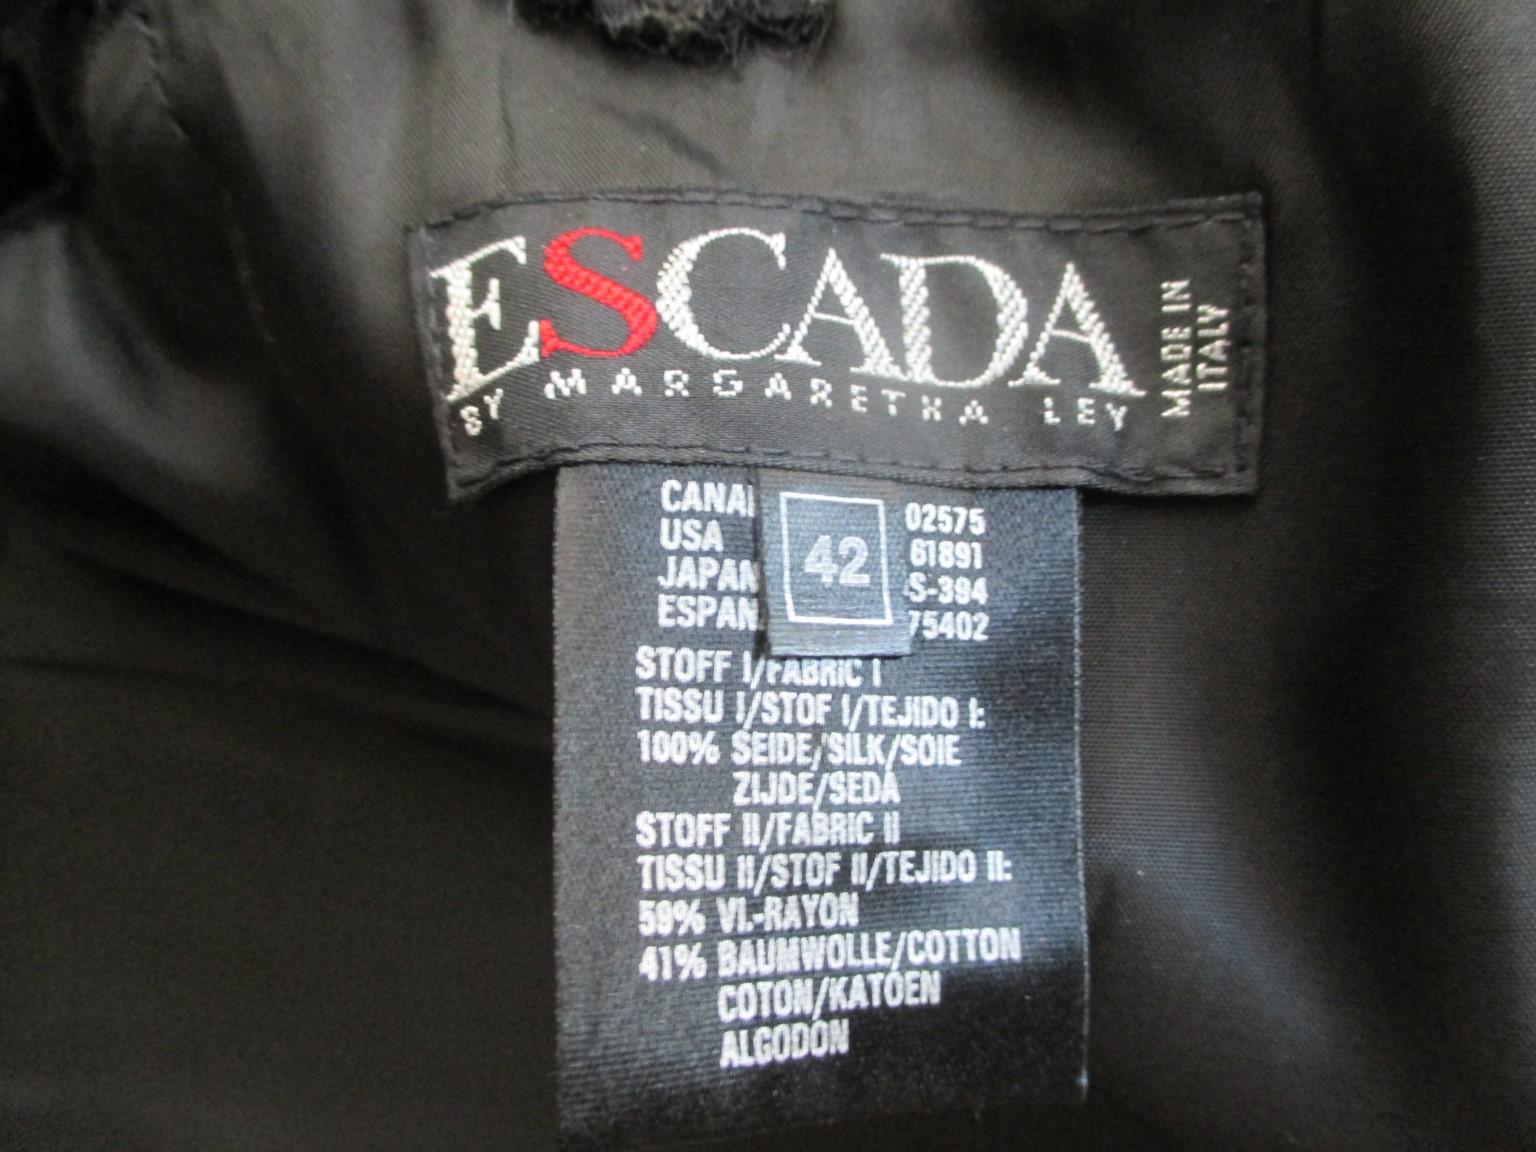 ESCADA
BY MARGARETHA LEY
MADE IN
ITALY
42
02575
USA 61891
JAPAN S-394
75402
STOFF I/FABRIC I
TISSU I/STOF I/TEJIDO I:
100% SEIDE/SILK/SOIE
ZIJDE/SEDA
STOFF II/FABRIC II
TISSU II/STOF II/TEJIDO II:
59% VI.-RAYON
41% BAUMWOLLE/COTTON
COTON/KATOEN
ALGODON